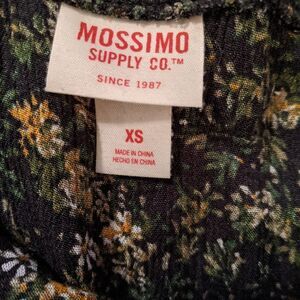 MOSSIMO
SUPPLY CO.™
SINCE 1987
XS
MADE IN CHINA
HECHO EN CHINA